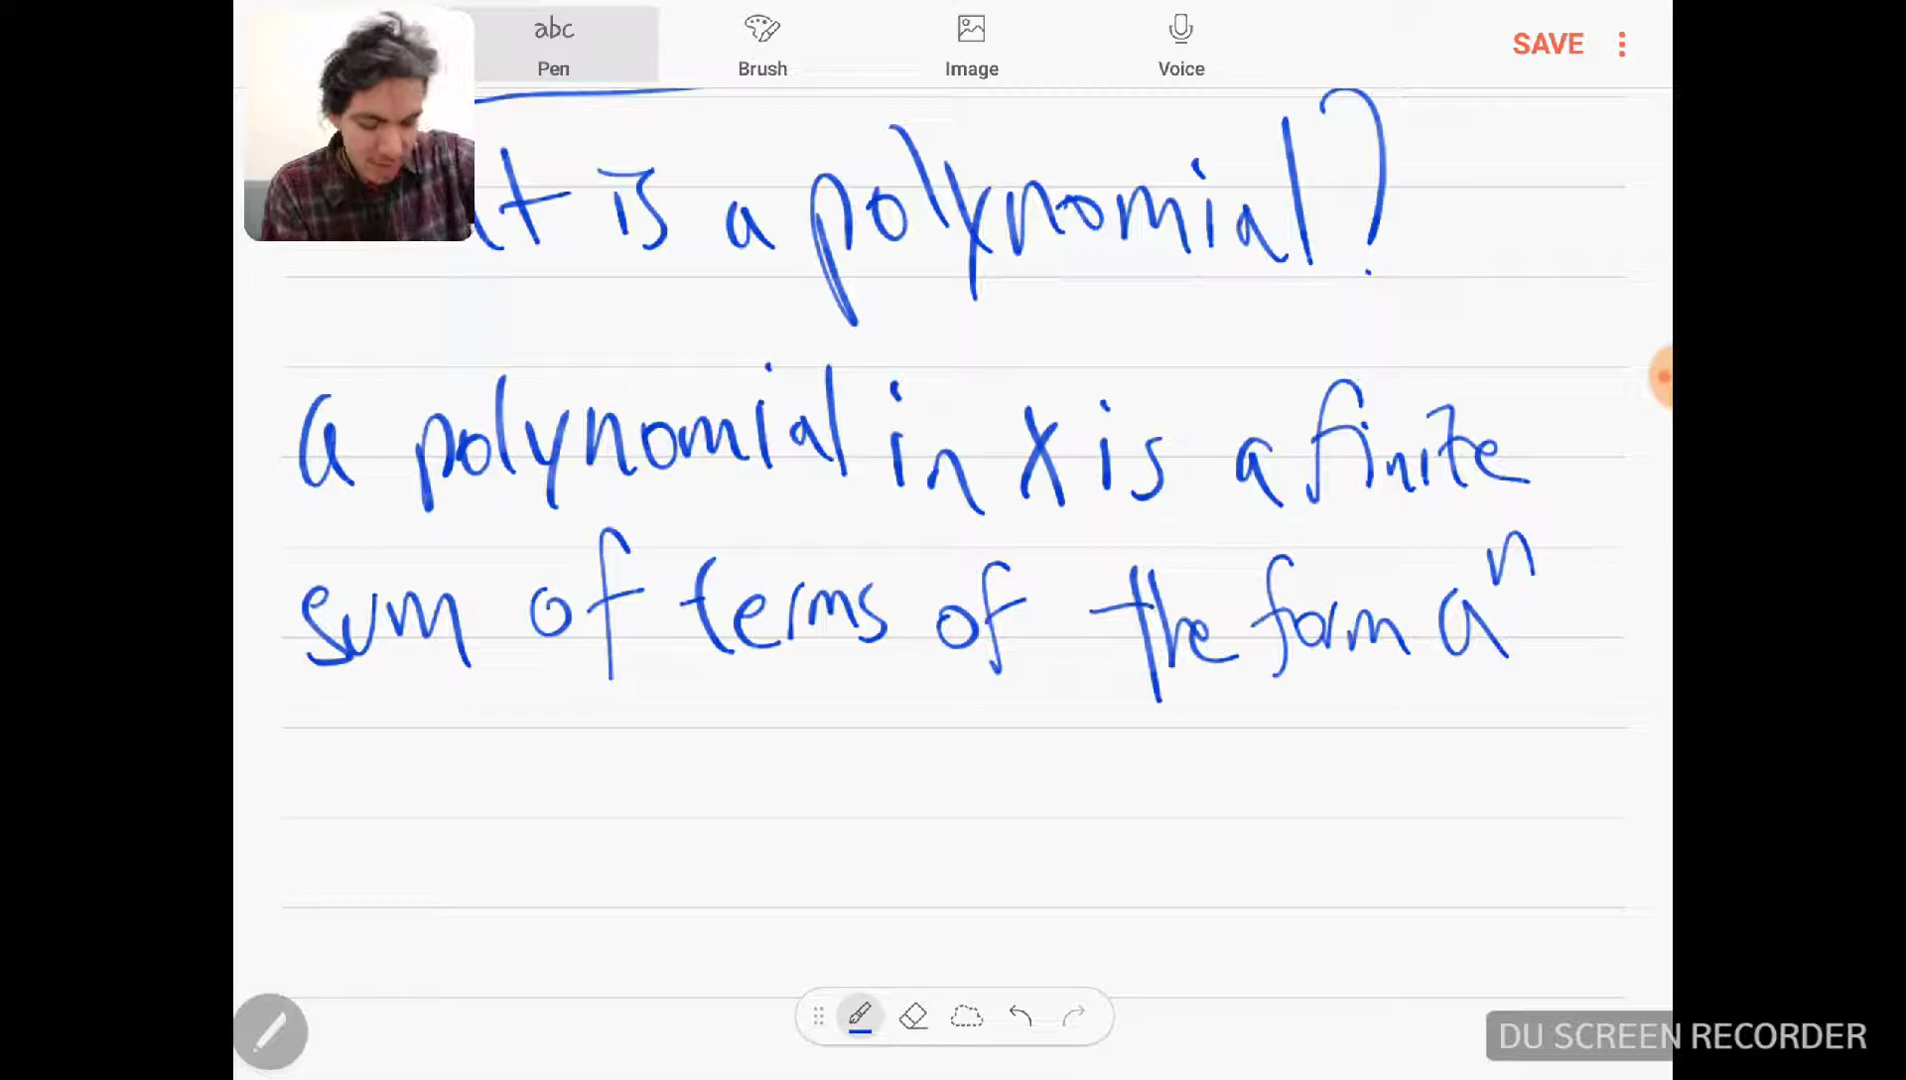 abc
Pen
Brush
Image
Voice
SAVE
t is a polynomial?
a polynomial in x is a finite
sum of terms of the form aⁿ
DU SCREEN RECORDER